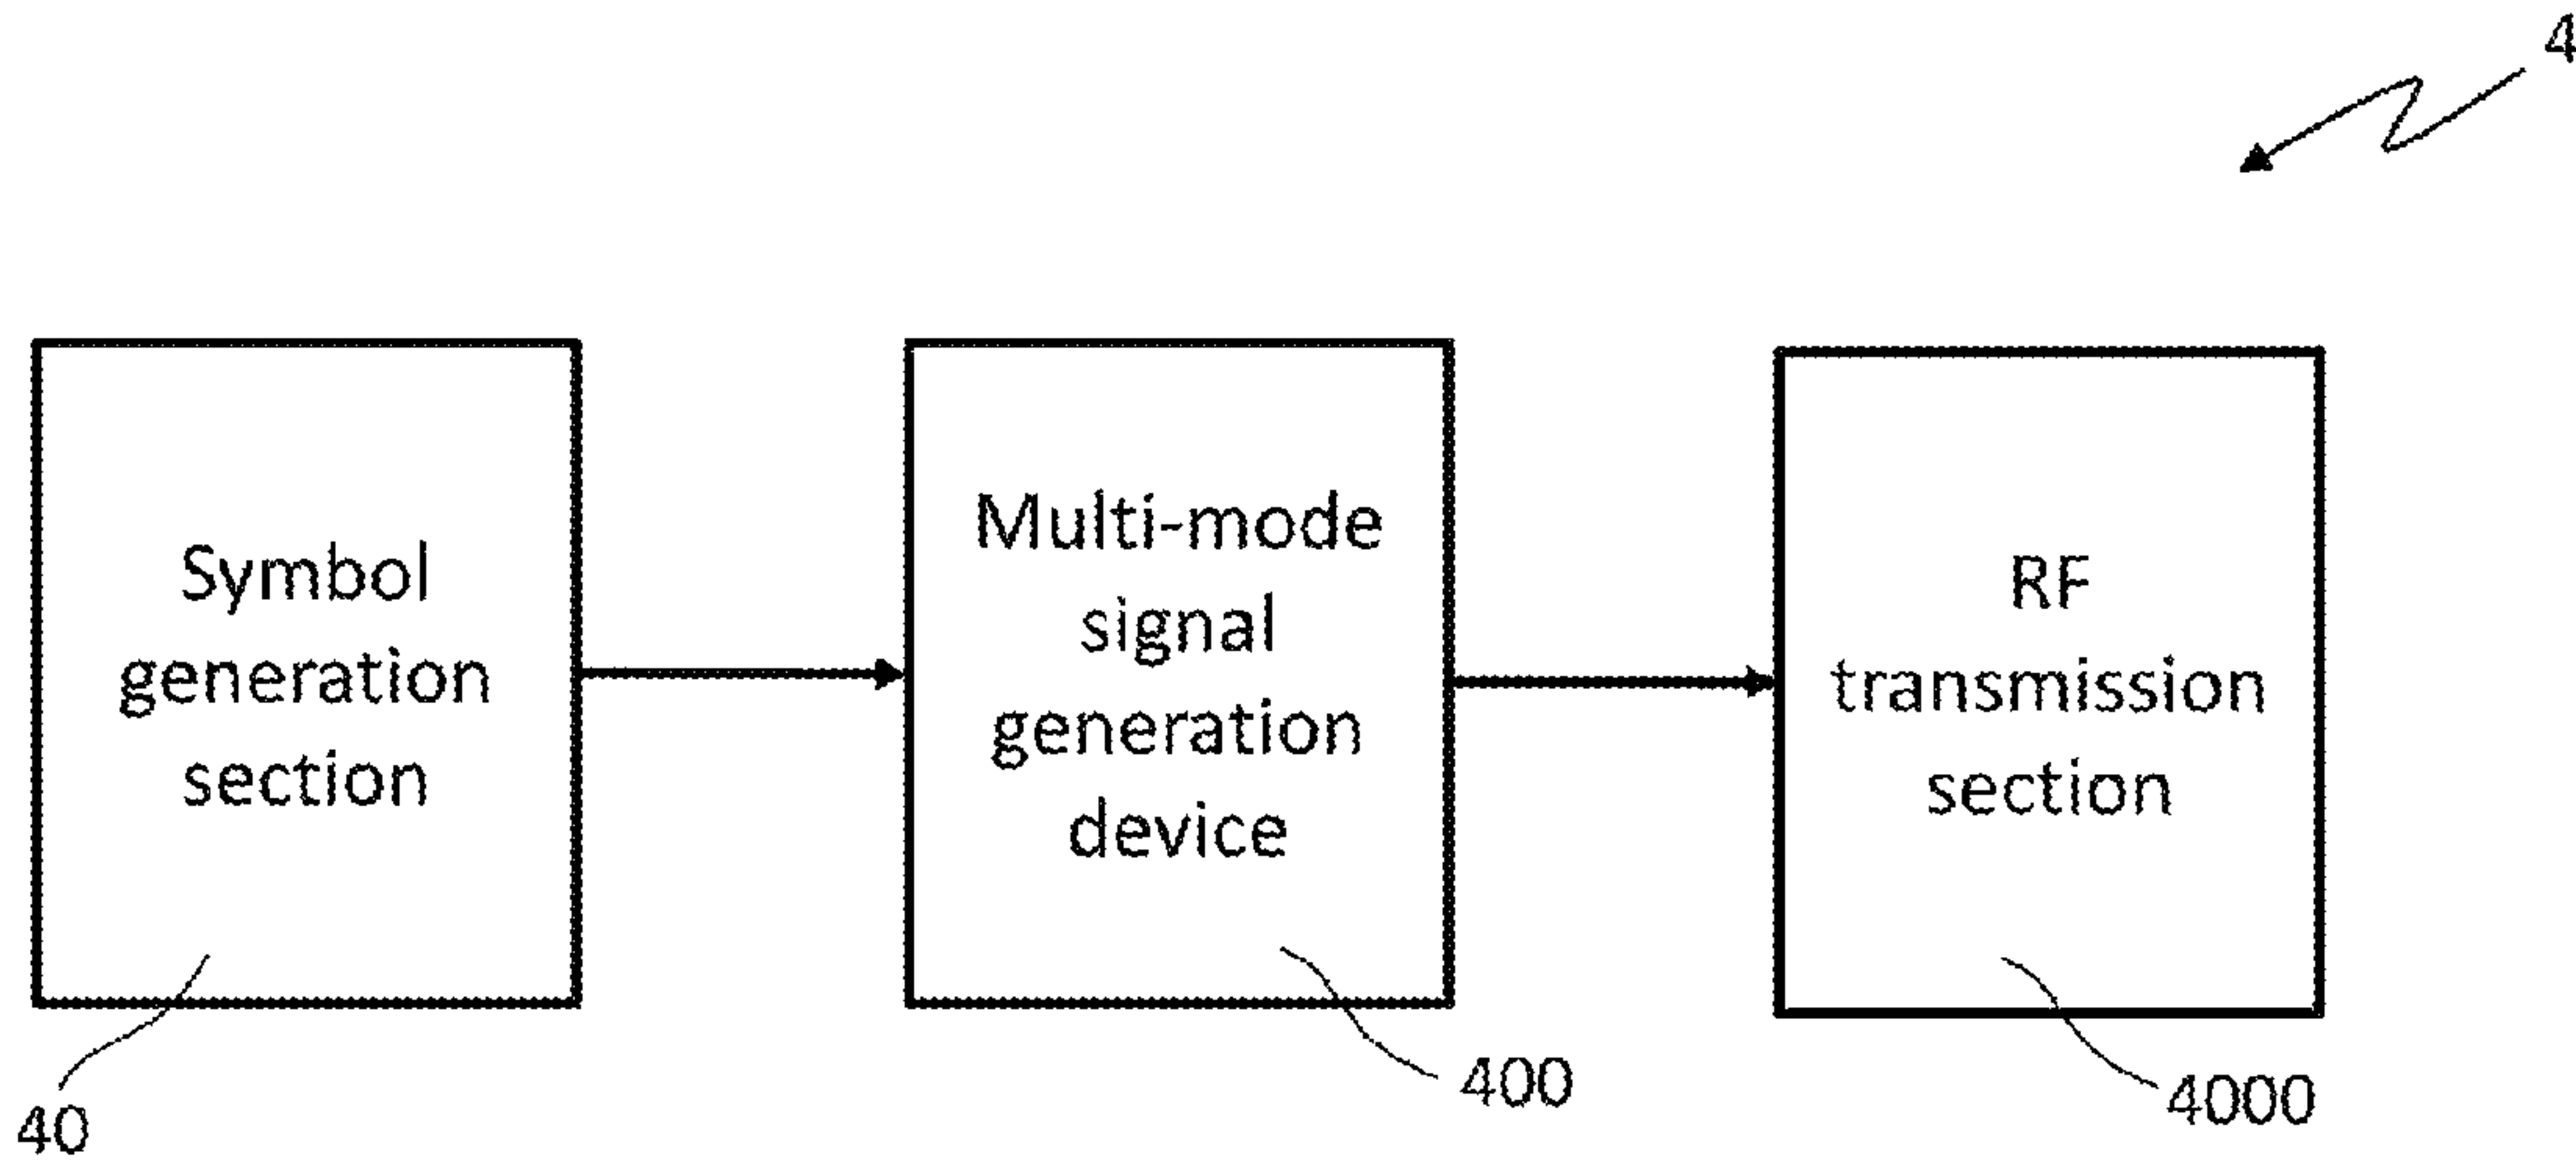 4
Symbol
generation
section
Multi-mode
signal
generation
device
RF
transmission
section
40
400
4000